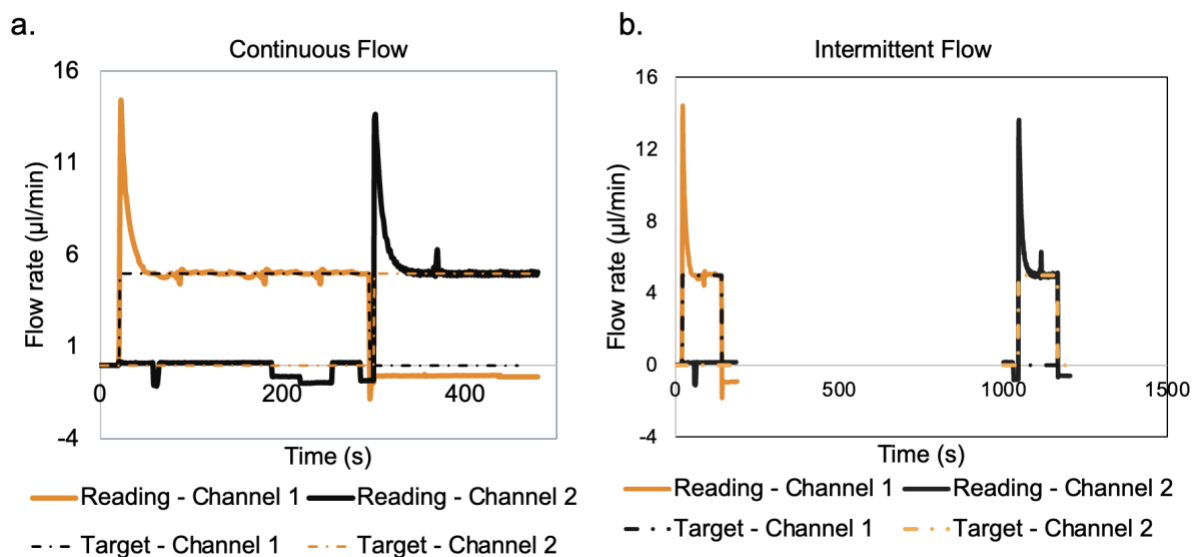 a.
Continuous Flow
16
11
6
1
-4
0
200
400
Flow rate (µl/min)
Time (s)
Reading - Channel 1
Reading - Channel 2
Target - Channel 1
Target - Channel 2
b.
Intermittent Flow
16
12
8
4
0
-4
0
500
1000
1500
Flow rate (µl/min)
Time (s)
Reading - Channel 1
Reading - Channel 2
Target - Channel 1
Target - Channel 2